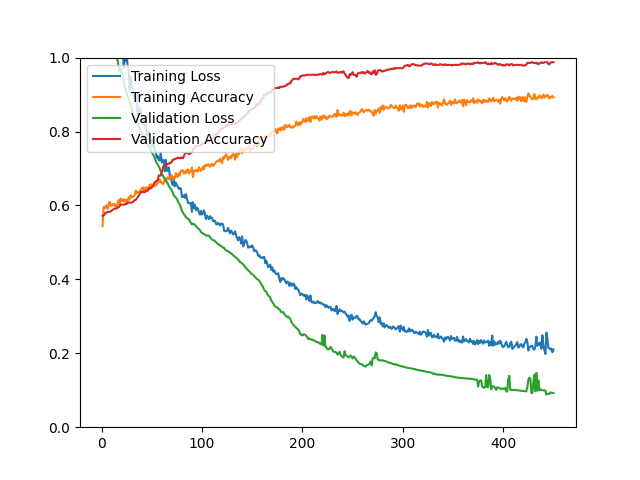 1.0
0.8
0.6
0.4
0.2
0.0
Training Loss
Training Accuracy
Validation Loss
Validation Accuracy
0 100 200 300 400